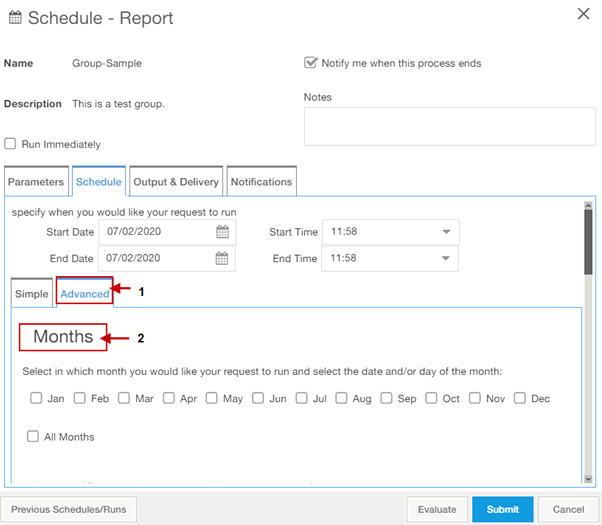 Schedule - Report
Name Group-Sample
Notify me when this process ends
Description This is a test group.
Notes
Run Immediately
Parameters Schedule Output & Delivery Notifications
specify when you would like your request to run
Start Date 07/02/2020 Start Time 11:58
End Date 07/02/2020 End Time 11:58
Simple Advanced 1
Months 2
Select in which month you would like your request to run and select the date and/or day of the month:
Jan Feb Mar Apr May Jun Jul Aug Sep Oct Nov Dec
All Months
Previous Schedules/Runs Evaluate Submit Cancel